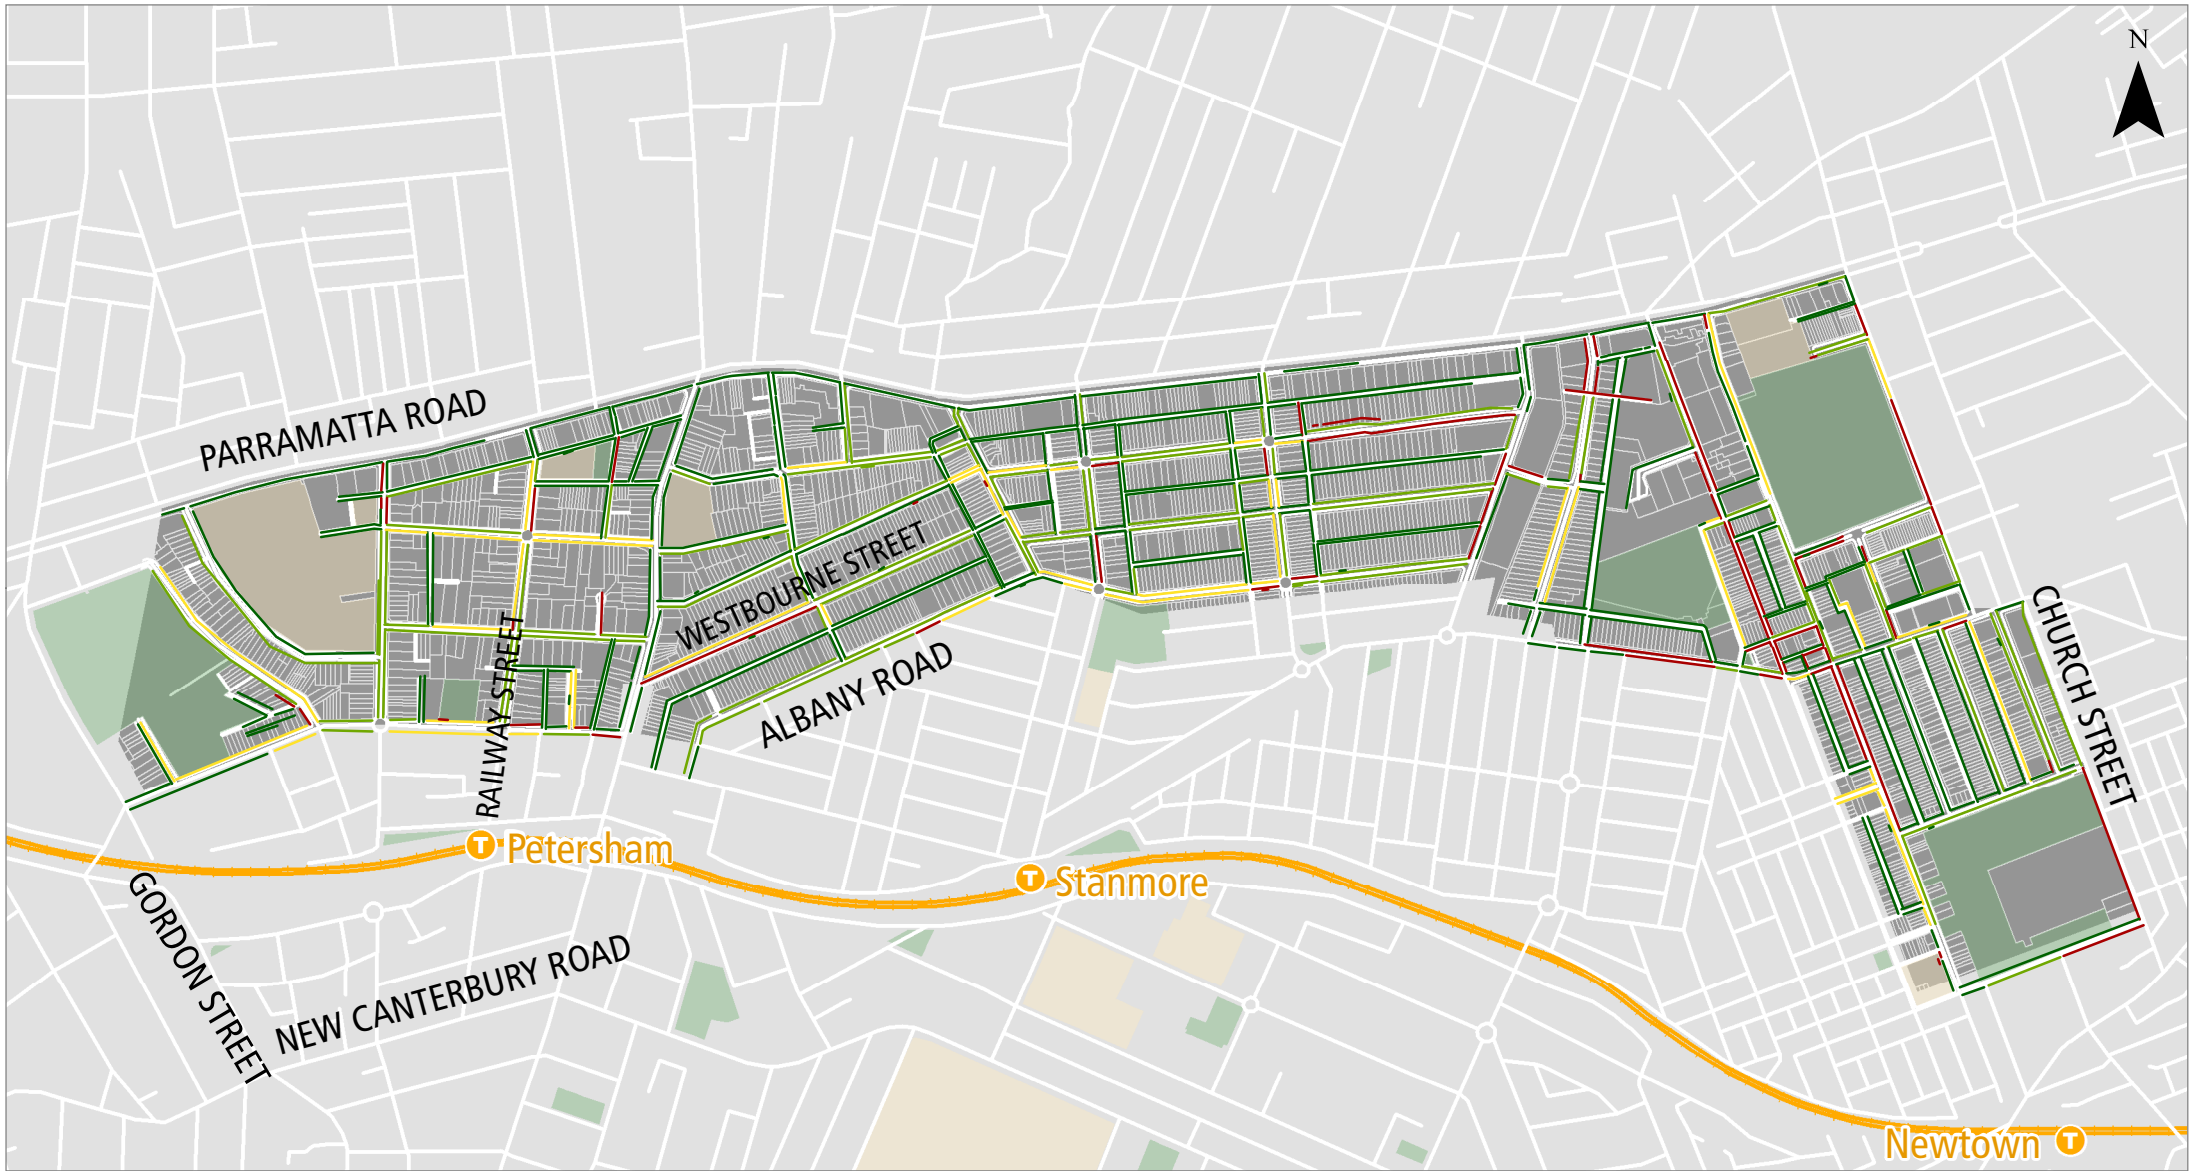 N
PARRAMATTA ROAD
WESTBOURNE STREET
CHURCH STREET
ALBANY ROAD
RAILWAY STREET
T Petersham
T Stanmore
GORDON STREET
NEW CANTERBURY ROAD
Newtown T